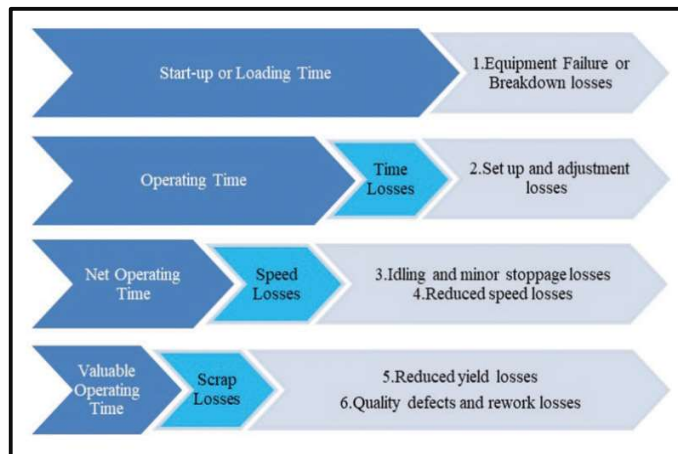 Start-up or Loading Time
1.Equipment Failure or
Breakdown losses
Operating Time
Time
Losses
2.Set up and adjustment
losses
Net Operating
Time
Speed
Losses
3.Idling and minor stoppage losses
4.Reduced speed losses
Valuable
Operating
Time
Scrap
Losses
5.Reduced yield losses
6.Quality defects and rework losses